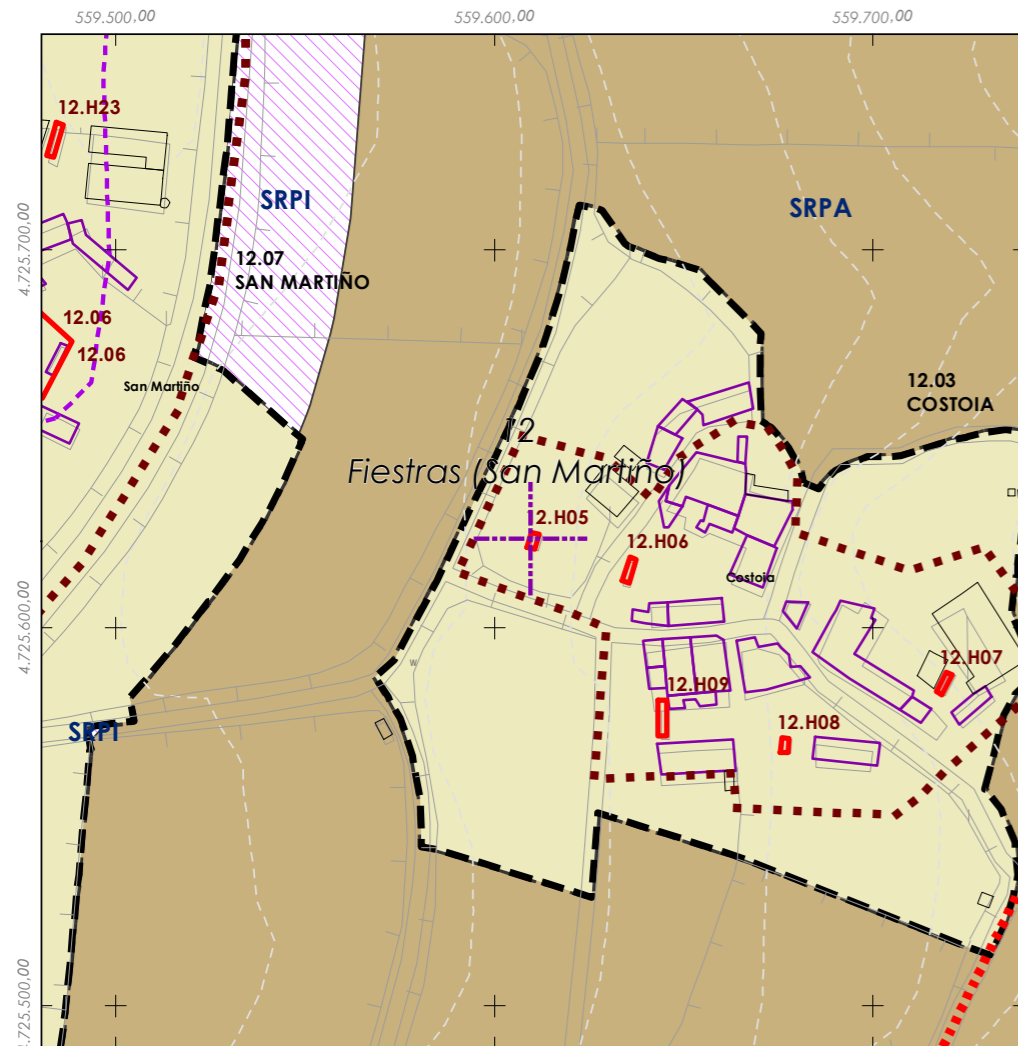 559.500,00
559.600,00
559.700,00
12.H23
SRPI
SRPA
4.725.700,00
12.07
SAN MARTIÑO
12.06
12.06
San Martiño
12.03
COSTOIA
12
Fiestras (San Martiño)
2.H05
12.H06
Costoia
4.725.600,00
12.H07
12.H09
12.H08
SRPI
W
4.725.500,00